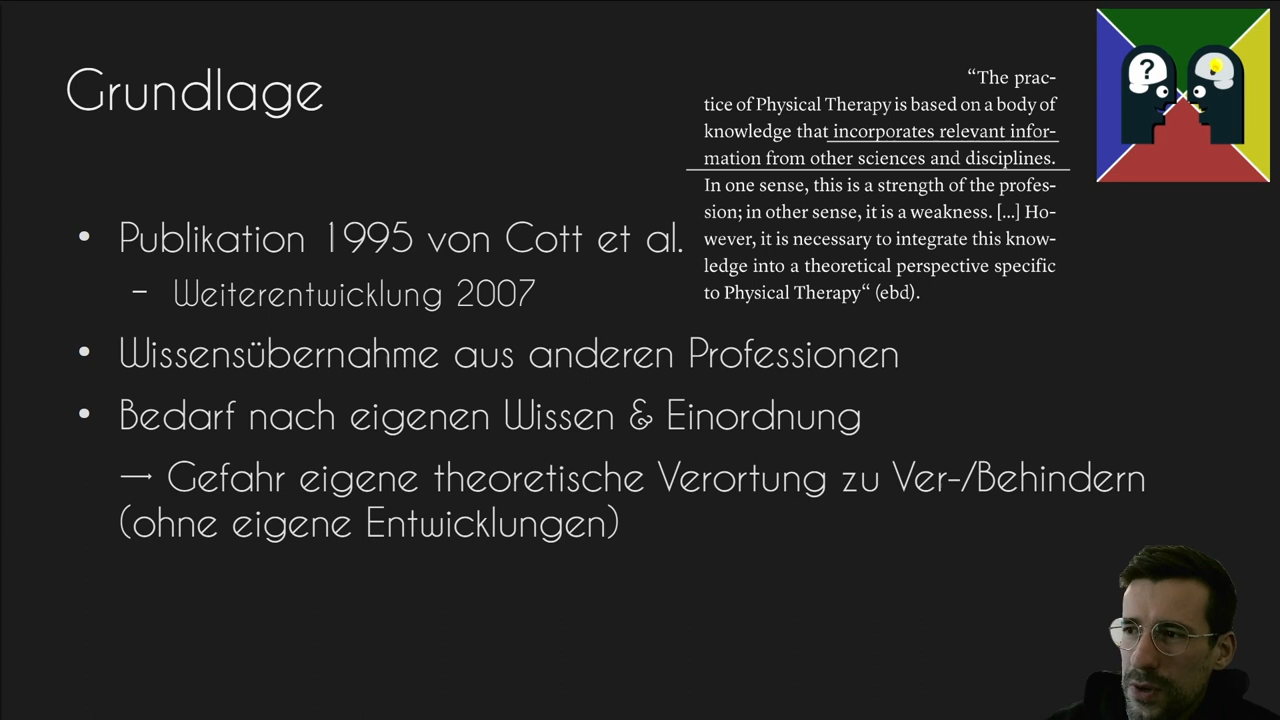 Grundlage
“The prac-
tice of Physical Therapy is based on a body of
knowledge that incorporates relevant infor-
mation from other sciences and disciplines.
In one sense, this is a strength of the profes-
sion; in other sense, it is a weakness. [...] Ho-
wever, it is necessary to integrate this know-
ledge into a theoretical perspective specific
to Physical Therapy“ (ebd).
?
• Publikation 1995 von Cott et al.
– Weiterentwicklung 2007
• Wissensübernahme aus anderen Professionen
• Bedarf nach eigenen Wissen & Einordnung
→ Gefahr eigene theoretische Verortung zu Ver-/Behindern
(ohne eigene Entwicklungen)